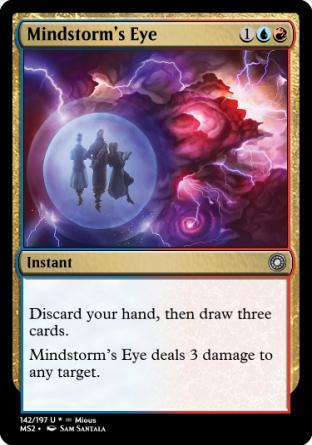 Mindstorm's Eye 1
Instant
Discard your hand, then draw three
cards.
Mindstorm's Eye deals 3 damage to
any target.
142/197 U * = Mious
MS2 • Sam Santala